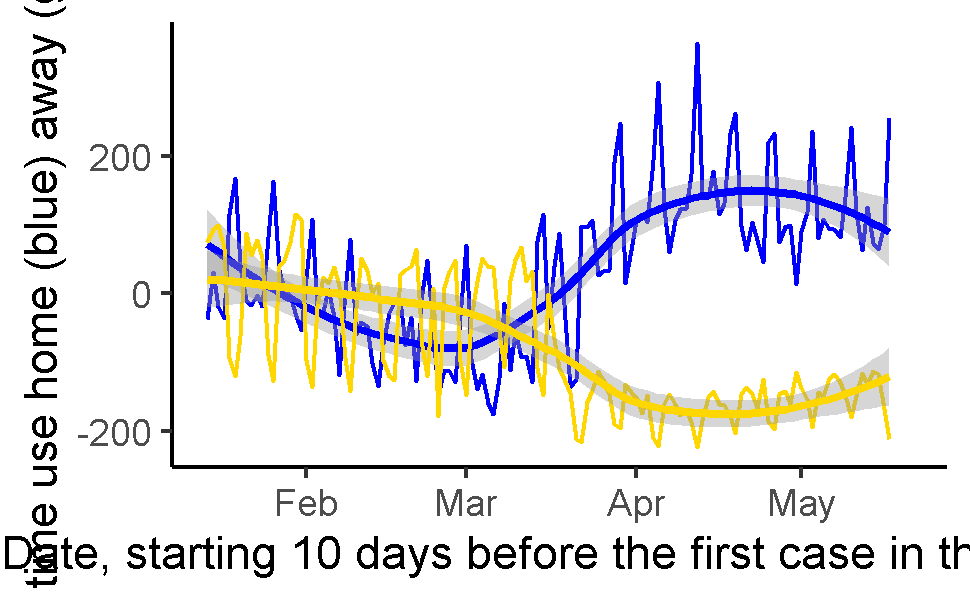 time use home (blue) away (
200
0
-200
Feb Mar Apr May
Date, starting 10 days before the first case in th